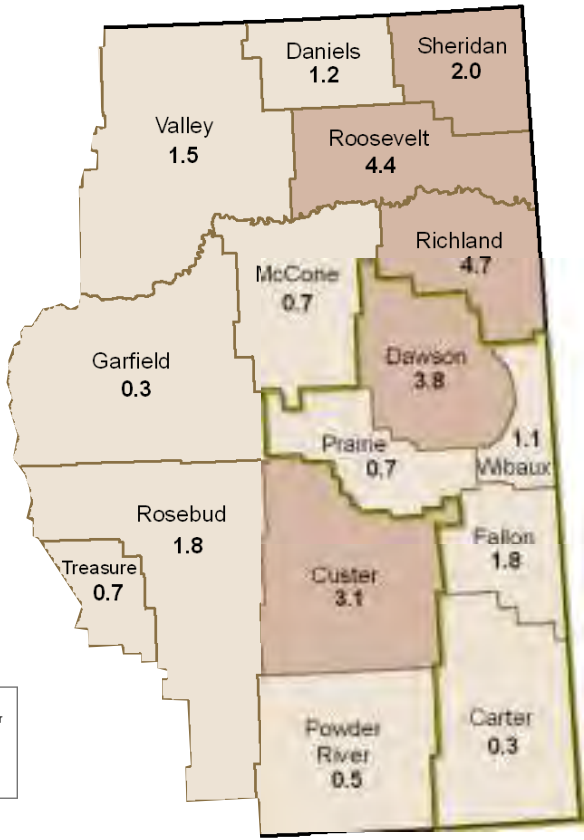 Daniels
1.2
Sheridan
2.0
Valley
1.5
Roosevelt
4.4
Richland
4.7
McCone
0.7
Garfield
0.3
Dawson
3.8
Prairie
0.7
1.1
Wibaux
Rosebud
1.8
Fallon
1.8
Treasure
0.7
Custer
3.1
Carter
0.3
Powder
River
0.5